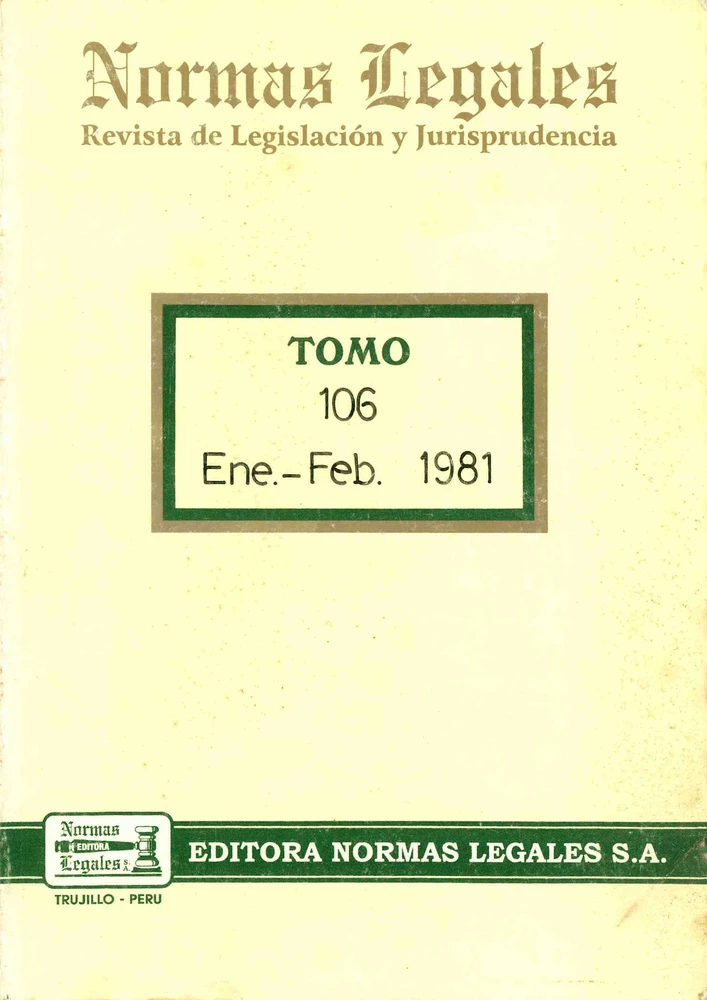 Normas Legales
Revista de Legislación y Jurisprudencia
TOMO
106
Ene.-Feb. 1981
Normas
EDITORA
Legales S.A.
EDITORA NORMAS LEGALES S.A.
TRUJILLO - PERU